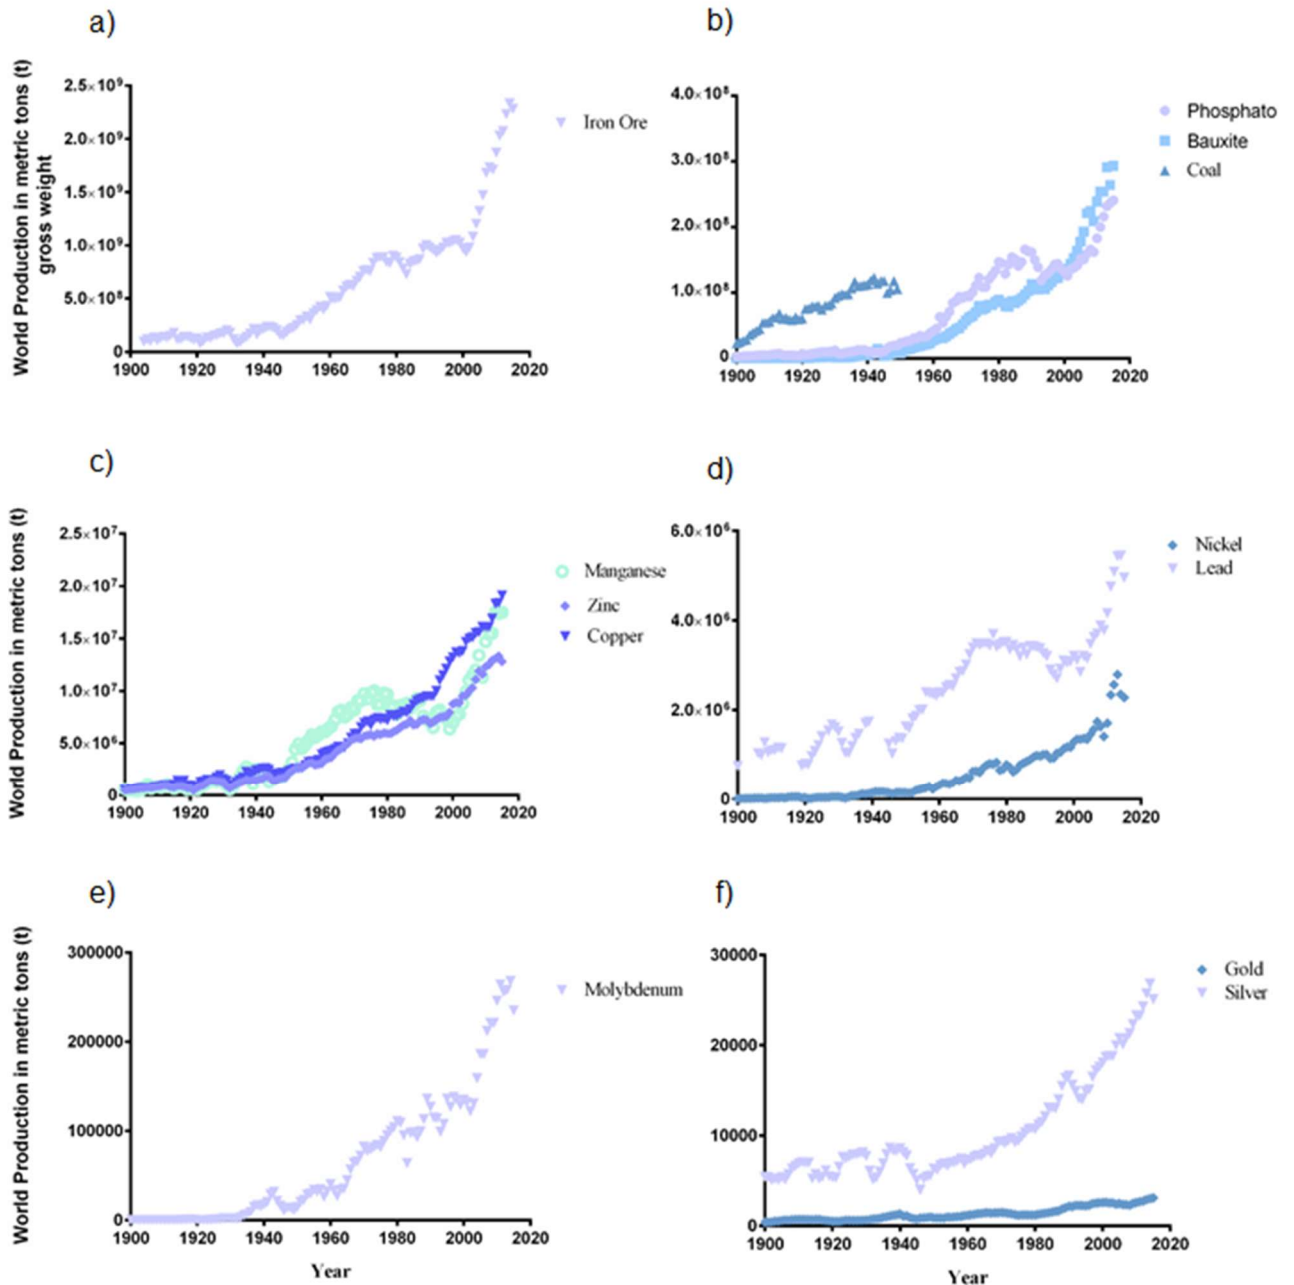 a)
World Production in metric tons (t)
gross weight
2.5×10⁹
2.0×10⁹
1.5×10⁹
1.0×10⁹
5.0×10⁸
0
1900 1920 1940 1960 1980 2000 2020
Iron Ore
b)
4.0×10⁸
3.0×10⁸
2.0×10⁸
1.0×10⁸
0
1900 1920 1940 1960 1980 2000 2020
Phosphato
Bauxite
Coal
c)
World Production in metric tons (t)
2.5×10⁷
2.0×10⁷
1.5×10⁷
1.0×10⁷
5.0×10⁶
0
1900 1920 1940 1960 1980 2000 2020
Manganese
Zinc
Copper
d)
6.0×10⁶
4.0×10⁶
2.0×10⁶
0
1900 1920 1940 1960 1980 2000 2020
Nickel
Lead
e)
World Production in metric tons (t)
300000
200000
100000
0
1900 1920 1940 1960 1980 2000 2020
Year
Molybdenum
f)
30000
20000
10000
0
1900 1920 1940 1960 1980 2000 2020
Year
Gold
Silver